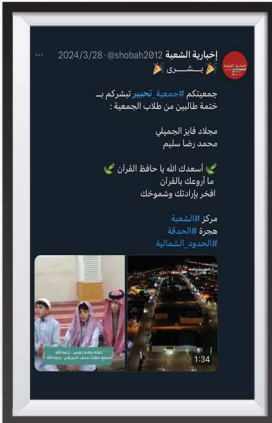 إخبارية الشعبة @shobah2012 · 2024/3/28 ...
🎉 بـــشـــرى 🎉
جمعيتكم #جمعية_تحبير تبشركم بــ
ختمة طالبين من طلاب الجمعية :
مجلاد فايز الجميلي
محمد رضا سليم
🌿 أسعدك الله يا حافظ القرآن 🌿
ما أروعك بالقرآن
افخر بإرادتك وشموخك
مركز #الشعبة
هجرة #الحدقة
#الحدود_الشمالية
1:34